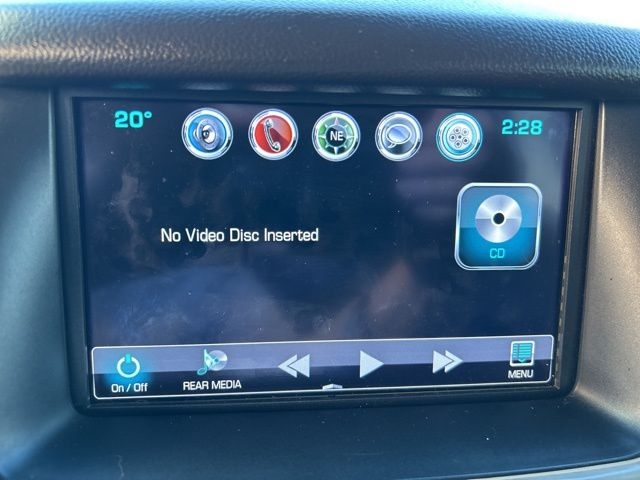 20°
NE
2:28
No Video Disc Inserted
CD
On / Off
REAR MEDIA
MENU